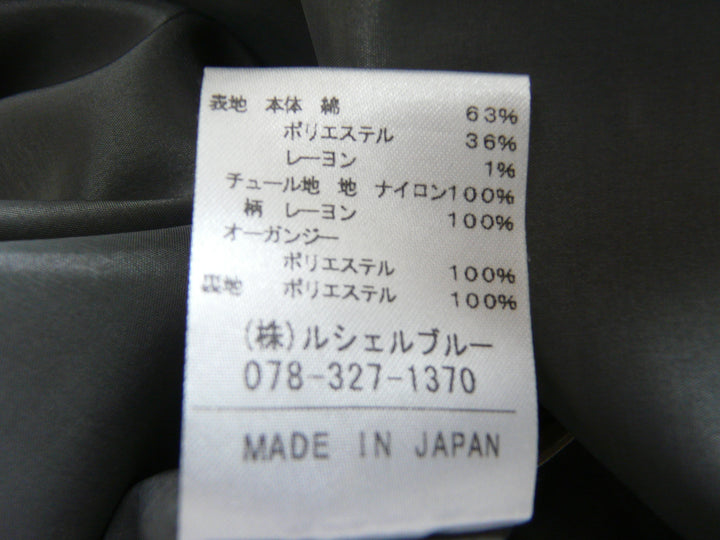 表地 本体 綿 63%
ポリエステル 36%
レーヨン 1%
チュール地 地 ナイロン100%
柄 レーヨン 100%
オーガンジー
ポリエステル 100%
裏地 ポリエステル 100%
(株)ルシェルブルー
078-327-1370
MADE IN JAPAN